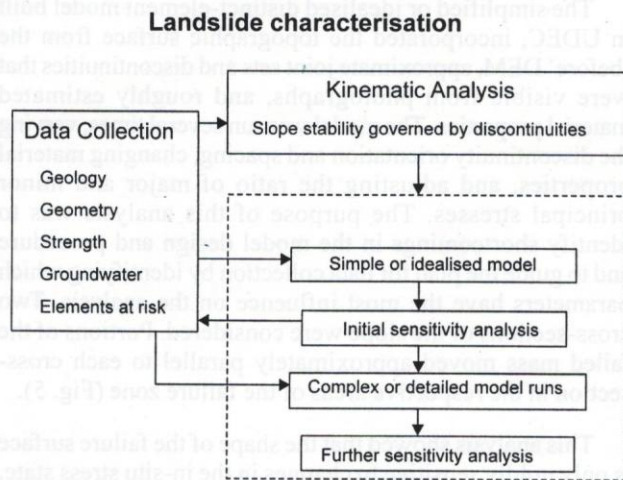 Landslide characterisation
Kinematic Analysis
Slope stability governed by discontinuities
Data Collection
Geology
Geometry
Strength
Groundwater
Elements at risk
Simple or idealised model
Initial sensitivity analysis
Complex or detailed model runs
Further sensitivity analysis